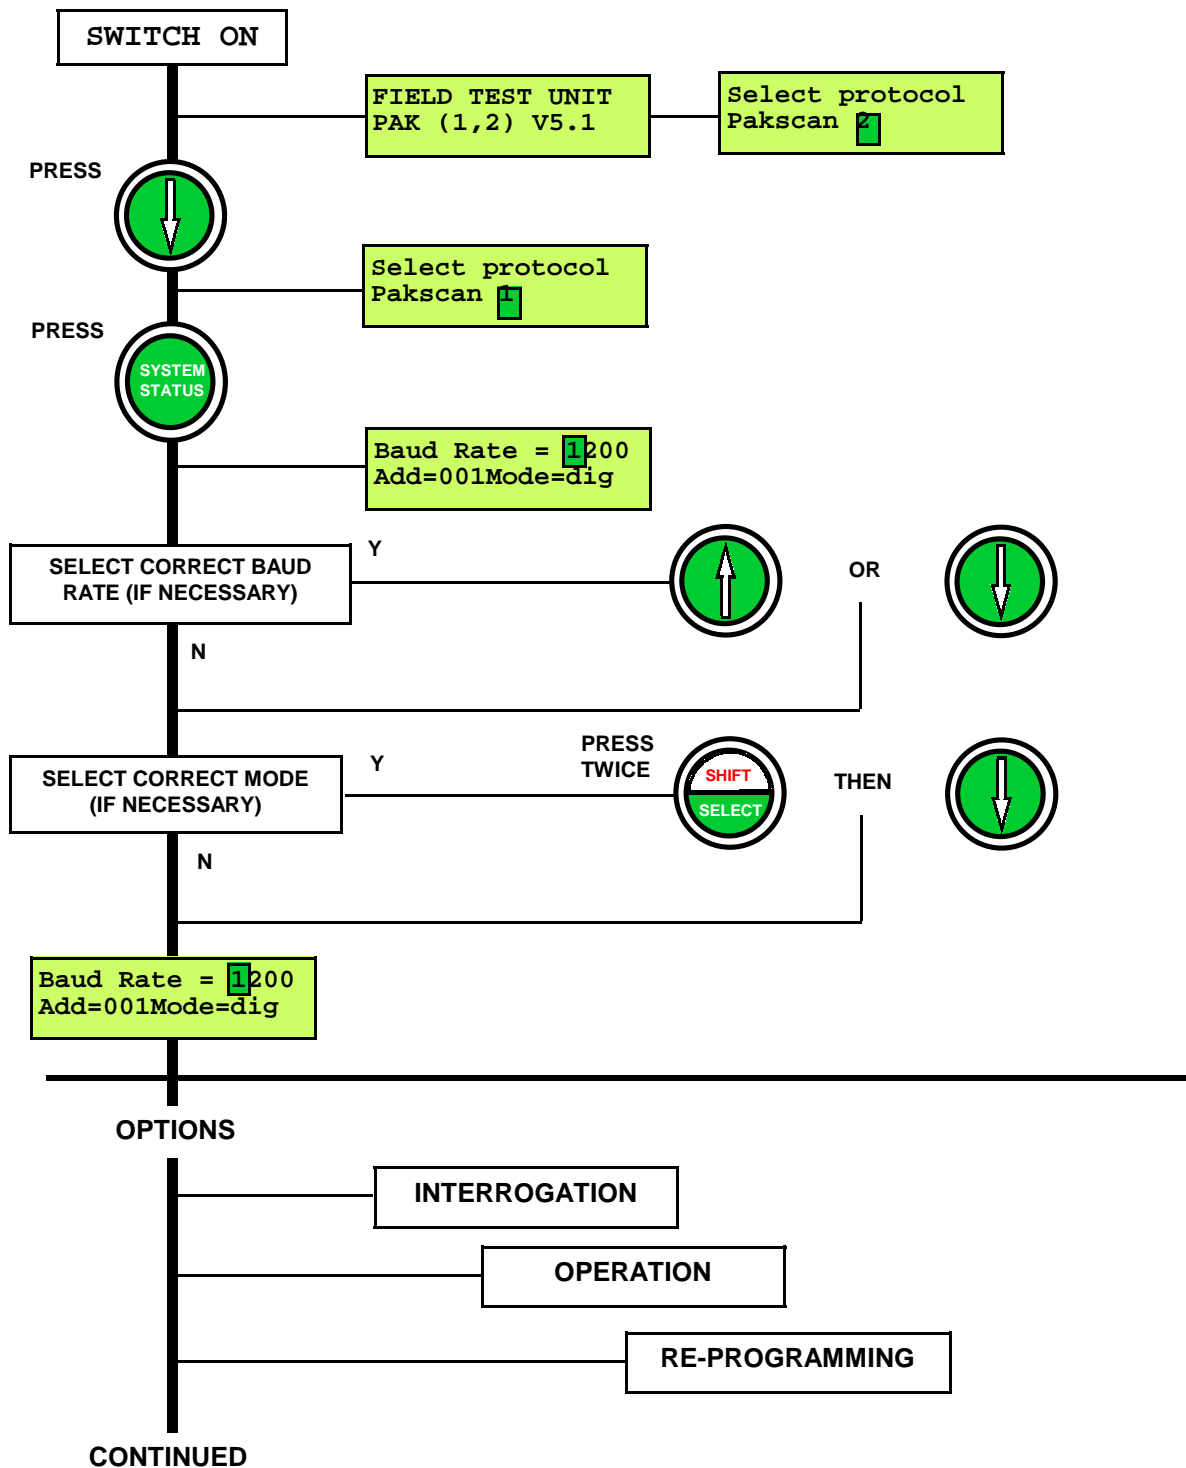 SWITCH ON
FIELD TEST UNIT
PAK (1,2) V5.1
Select protocol
Pakscan 2
PRESS
Select protocol
Pakscan 1
PRESS
SYSTEM
STATUS
Baud Rate = 1200
Add=001Mode=dig
SELECT CORRECT BAUD
RATE (IF NECESSARY)
Y
OR
N
SELECT CORRECT MODE
(IF NECESSARY)
Y
PRESS
TWICE
SHIFT
SELECT
THEN
N
Baud Rate = 1200
Add=001Mode=dig
OPTIONS
INTERROGATION
OPERATION
RE-PROGRAMMING
CONTINUED